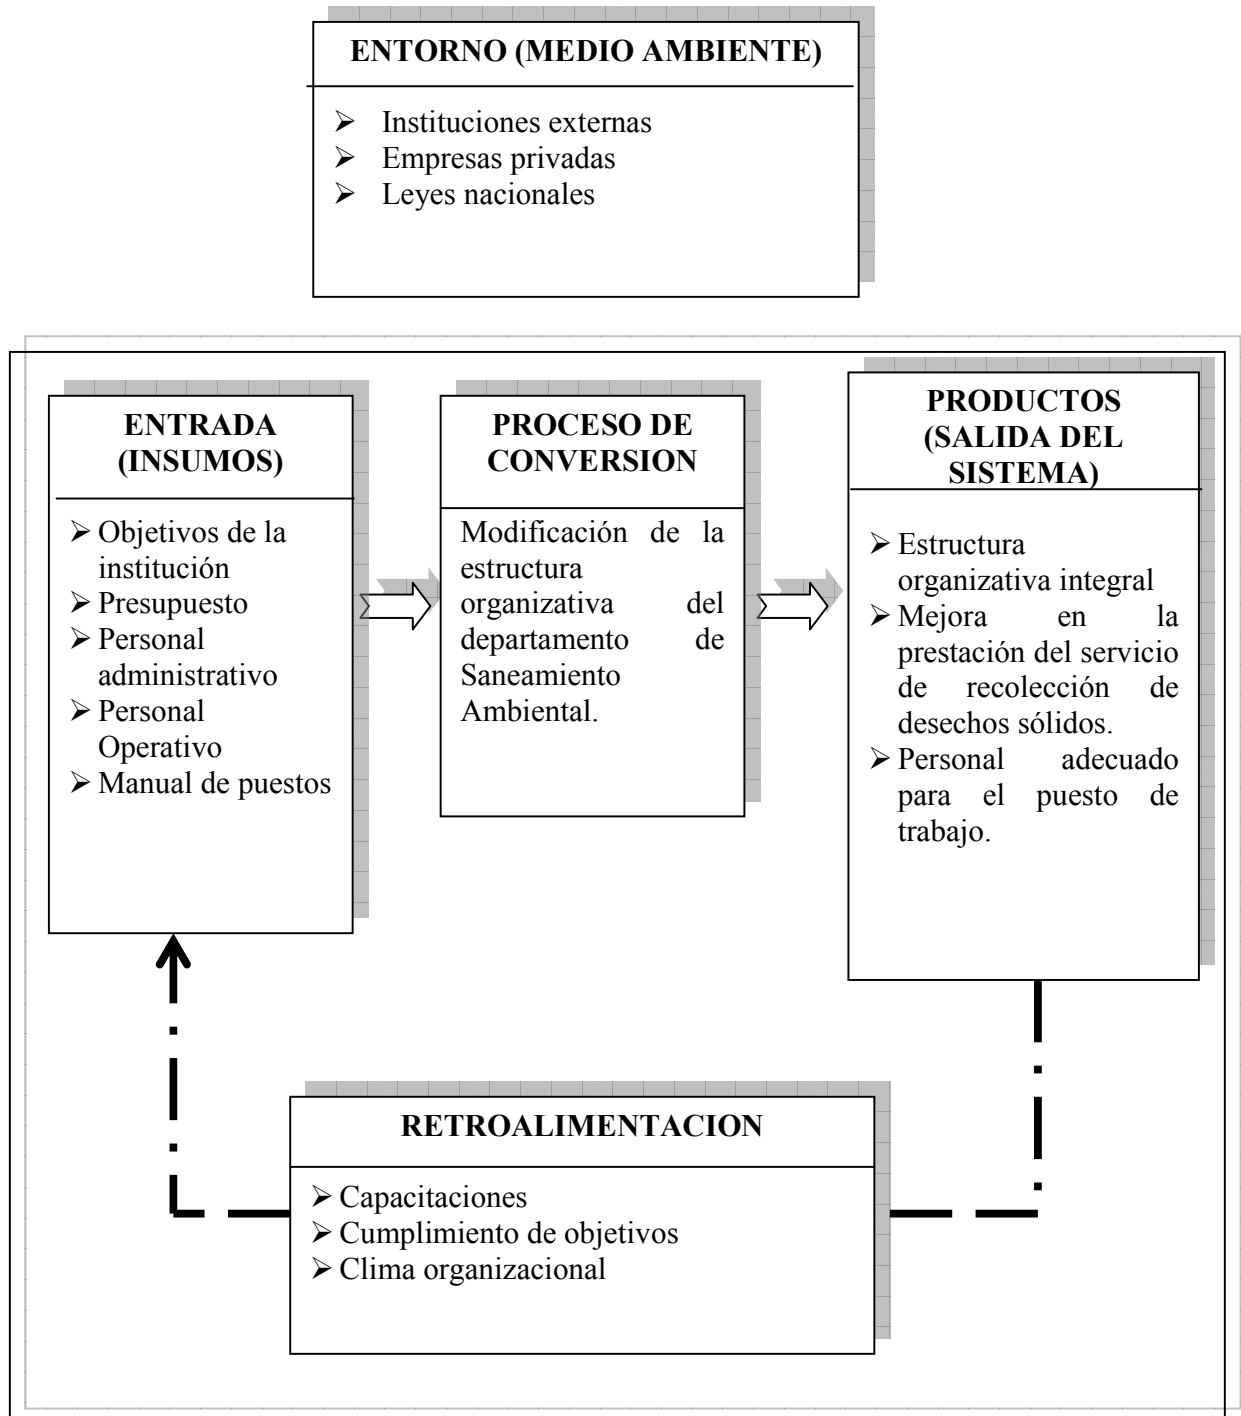 ENTORNO (MEDIO AMBIENTE)
➢ Instituciones externas
➢ Empresas privadas
➢ Leyes nacionales
ENTRADA
(INSUMOS)
➢ Objetivos de la
institución
➢ Presupuesto
➢ Personal
administrativo
➢ Personal
Operativo
➢ Manual de puestos
PROCESO DE
CONVERSION
Modificación de la
estructura
organizativa del
departamento de
Saneamiento
Ambiental.
PRODUCTOS
(SALIDA DEL
SISTEMA)
➢ Estructura
organizativa integral
➢ Mejora en la
prestación del servicio
de recolección de
desechos sólidos.
➢ Personal adecuado
para el puesto de
trabajo.
RETROALIMENTACION
➢ Capacitaciones
➢ Cumplimiento de objetivos
➢ Clima organizacional